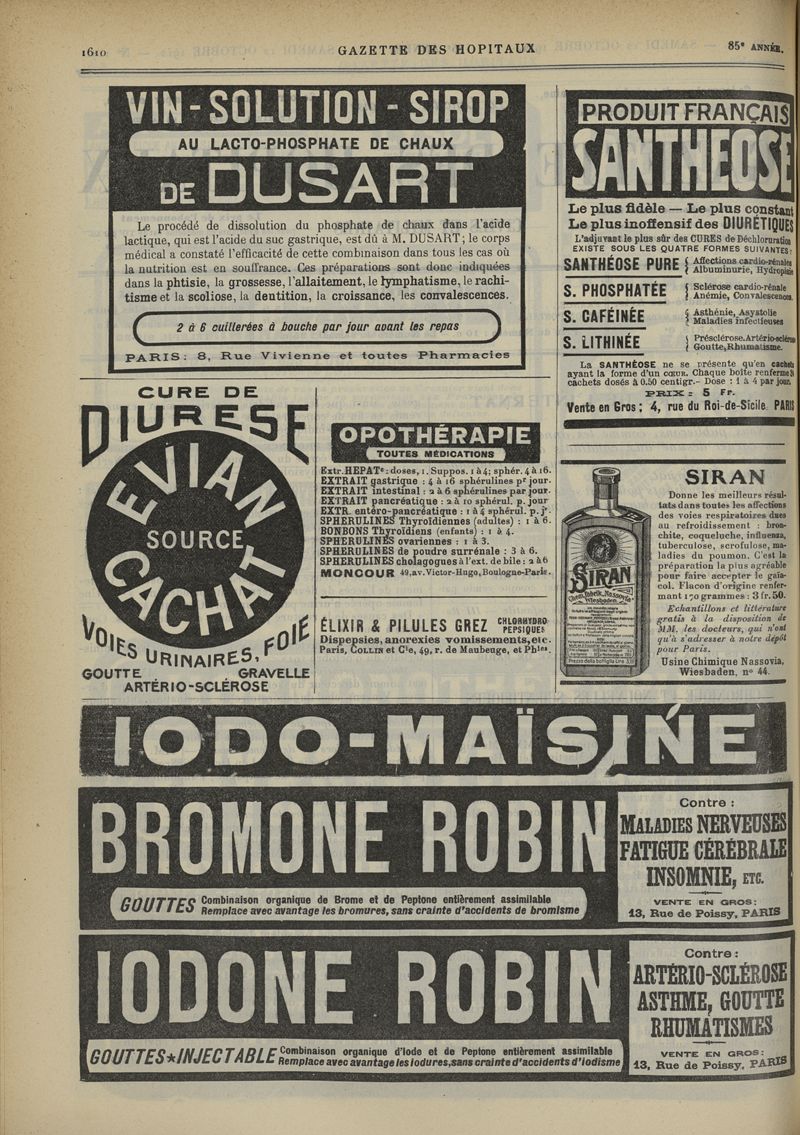 1610 GAZETTE DES HOPITAUX 85e ANNÉE.
VIN - SOLUTION - SIROP
AU LACTO-PHOSPHATE DE CHAUX
DE DUSART
Le procédé de dissolution du phosphate de chaux dans l'acide
lactique, qui est l'acide du suc gastrique, est dû à M. DUSART; le corps
médical a constaté l'efficacité de cette combinaison dans tous les cas où
la nutrition est en souffrance. Ces préparations sont donc indiquées
dans la phtisie, la grossesse, l'allaitement, le lymphatisme, le rachi-
tisme et la scoliose, la dentition, la croissance, les convalescences.
2 à 6 cuillerées à bouche par jour avant les repas
PARIS: 8, Rue Vivienne et toutes Pharmacies
PRODUIT FRANÇAIS
SANTHEOSE
Le plus fidèle — Le plus constant
Le plus inoffensif des DIURÉTIQUES
L'adjuvant le plus sûr des CURES de Déchloruration
EXISTE SOUS LES QUATRE FORMES SUIVANTES:
SANTHÉOSE PURE { Affections cardio-rénales
Albuminurie, Hydropisie
S. PHOSPHATÉE { Sclérose cardio-rénale
Anémie, Convalescences.
S. CAFÉINÉE { Asthénie, Asystolie
Maladies infectieuses
S. LITHINÉE } Présclérose. Artério-sclérose
Goutte, Rhumatisme.
La SANTHÉOSE ne se présente qu'en cachets
ayant la forme d'un cœur. Chaque boîte renferme 24
cachets dosés à 0.50 centigr.- Dose : 1 à 4 par jour.
PRIX : 5 Fr.
Vente en Gros : 4, rue du Roi-de-Sicile PARIS
CURE DE
DIURESE
EVIAN
SOURCE
CACHAT
VOIES URINAIRES, FOIE
GOUTTE GRAVELLE
ARTÉRIO-SCLÉROSE
OPOTHÉRAPIE
TOUTES MÉDICATIONS
Extr. HEPATe: doses, 1. Suppos. 1 à 4; sphér. 4 à 16.
EXTRAIT gastrique : 4 à 16 sphérulines pr jour.
EXTRAIT intestinal : 2 à 6 sphérulines par jour.
EXTRAIT pancréatique : 2 à 10 sphérul. p. jour
EXTR. entéro-pancréatique : 1 à 4 sphérul. p. jr.
SPHERULINES Thyroïdiennes (adultes) : 1 à 6.
BONBONS Thyroïdiens (enfants) : 1 à 4.
SPHERULINES ovariennes : 1 à 3.
SPHERULINES de poudre surrénale : 3 à 6.
SPHERULINES cholagogues à l'ext. de bile : 2 à 6
MONCOUR 49, av. Victor-Hugo, Boulogne-Paris.
ÉLIXIR & PILULES GREZ CHLORHYDRO-
PEPSIQUES
Dispepsies, anorexies vomissements, etc.
Paris, COLLIN et Cie, 49, r. de Maubeuge, et Phies.
SIRAN
Donne les meilleurs résul-
tats dans toutes les affections
des voies respiratoires dues
au refroidissement : bron-
chite, coqueluche, influenza,
tuberculose, scrofulose, ma-
ladies du poumon. C'est la
préparation la plus agréable
pour faire accepter le gaïa-
col. Flacon d'origine renfer-
mant 170 grammes : 3 fr. 50.
Echantillons et littérature
gratis à la disposition de
MM. les docteurs, qui n'ont
qu'à s'adresser à notre dépôt
pour Paris.
Usine Chimique Nassovia,
Wiesbaden, no 44.
SIRAN
Chem. Fabrik „Nassovia"
Wiesbaden
IODO-MAÏSINE
BROMONE ROBIN
GOUTTES Combinaison organique de Brome et de Peptone entièrement assimilable
Remplace avec avantage les bromures, sans crainte d'accidents de bromisme
Contre :
MALADIES NERVEUSES
FATIGUE CÉRÉBRALE
INSOMNIE, ETC.
VENTE EN GROS:
13, Rue de Poissy, PARIS
IODONE ROBIN
GOUTTES★INJECTABLE Combinaison organique d'Iode et de Peptone entièrement assimilable
Remplace avec avantage les iodures, sans crainte d'accidents d'iodisme
Contre :
ARTÉRIO-SCLÉROSE
ASTHME, GOUTTE
RHUMATISMES
VENTE EN GROS:
13, Rue de Poissy, PARIS